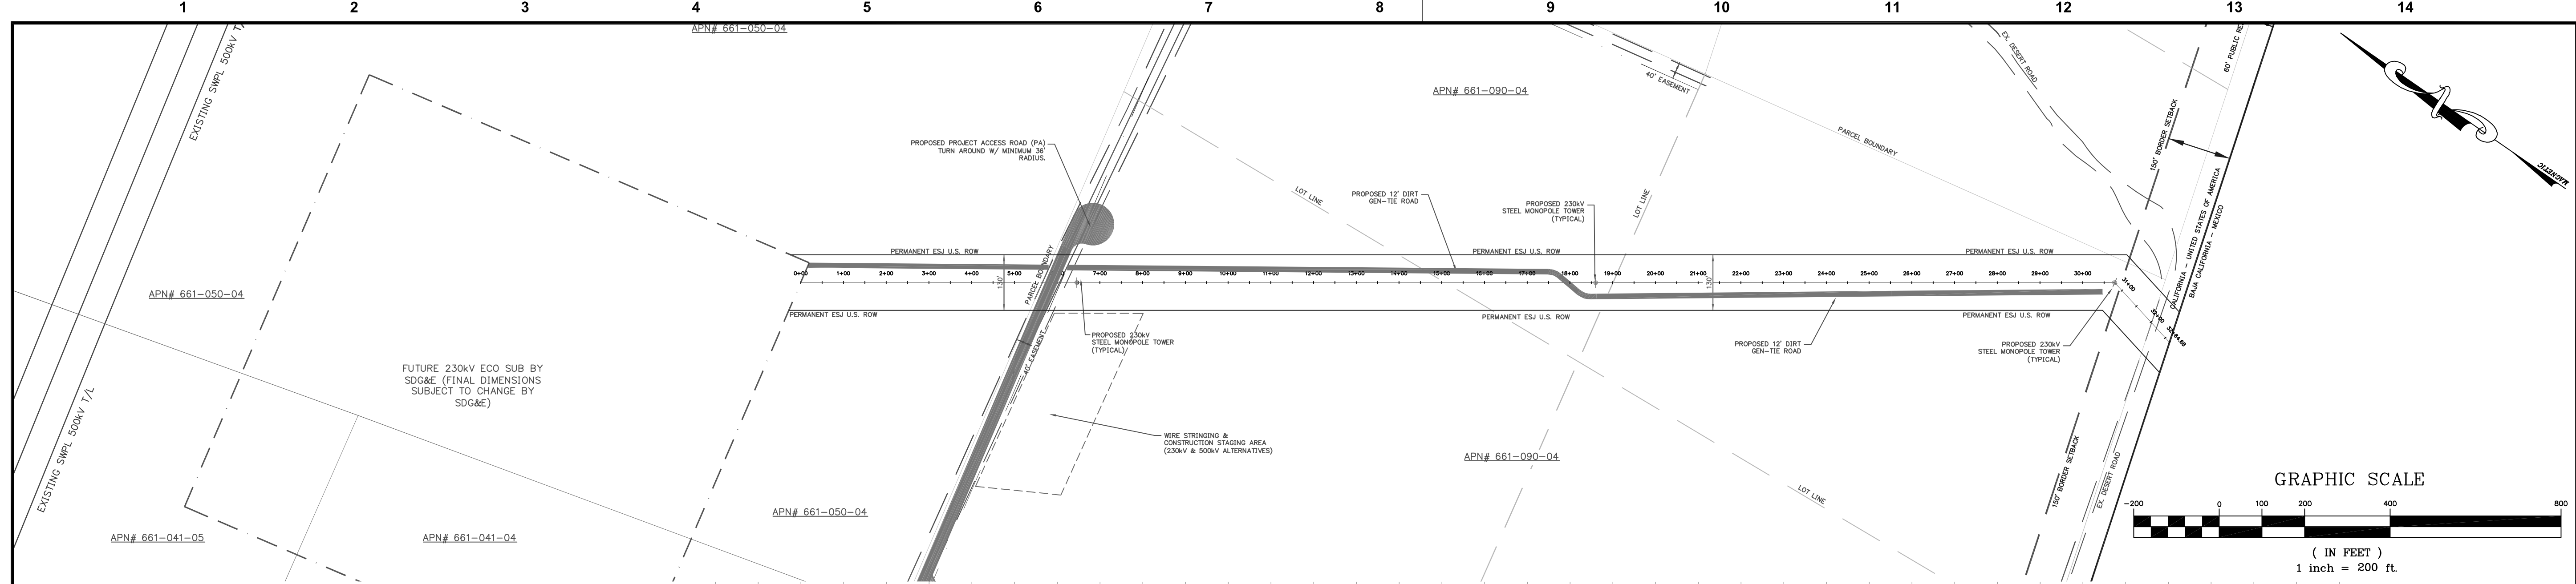 1 2 3 4 5 6 7 8 9 10 11 12 13 14
EXISTING SWPL 500kV T/
APN# 661-050-04
APN# 661-090-04
40' EASEMENT
EX. DESERT ROAD
60' PUBLIC
PARCEL BOUNDARY
150' BORDER SETBACK
MAGNETIC
PROPOSED PROJECT ACCESS ROAD (PA)
TURN AROUND W/ MINIMUM 36'
RADIUS.
LOT LINE
PROPOSED 12' DIRT
GEN-TIE ROAD
PROPOSED 230kV
STEEL MONOPOLE TOWER
(TYPICAL)
LOT LINE
CALIFORNIA - UNITED STATES OF AMERICA
BAJA CALIFORNIA - MEXICO
PERMANENT ESJ U.S. ROW
PERMANENT ESJ U.S. ROW
PERMANENT ESJ U.S. ROW
PARCEL BOUNDARY
130'
130'
0+00 1+00 2+00 3+00 4+00 5+00 7+00 8+00 9+00 10+00 11+00 12+00 13+00 14+00 15+00 16+00 17+00 18+00 19+00 20+00 21+00 22+00 23+00 24+00 25+00 26+00 27+00 28+00 29+00 30+00
31+00
32+00
APN# 661-050-04
PERMANENT ESJ U.S. ROW
PERMANENT ESJ U.S. ROW
PERMANENT ESJ U.S. ROW
PROPOSED 230kV
STEEL MONOPOLE TOWER
(TYPICAL)
40' EASEMENT
PROPOSED 12' DIRT
GEN-TIE ROAD
PROPOSED 230kV
STEEL MONOPOLE TOWER
(TYPICAL)
FUTURE 230kV ECO SUB BY
SDG&E (FINAL DIMENSIONS
SUBJECT TO CHANGE BY
SDG&E)
EXISTING SWPL 500kV T/L
WIRE STRINGING &
CONSTRUCTION STAGING AREA
(230kV & 500kV ALTERNATIVES)
APN# 661-090-04
LOT LINE
150' BORDER SETBACK
EX. DESERT ROAD
APN# 661-050-04
APN# 661-041-05
APN# 661-041-04
GRAPHIC SCALE
-200 0 100 200 400 800
( IN FEET )
1 inch = 200 ft.